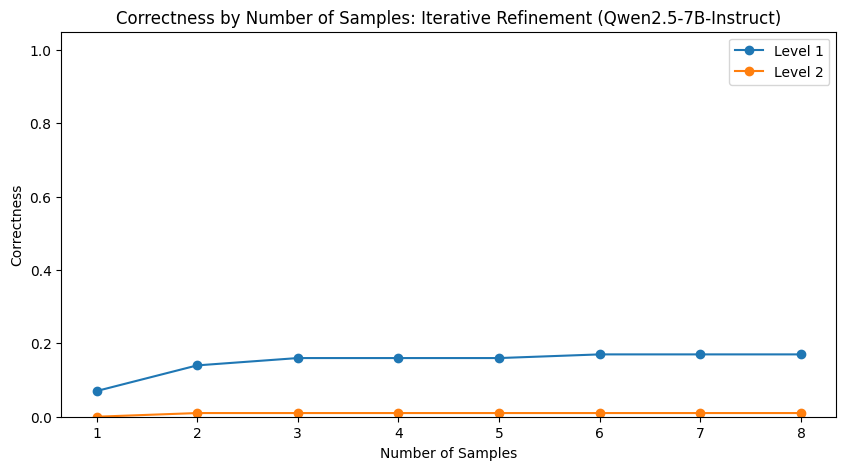 Correctness by Number of Samples: Iterative Refinement (Qwen2.5-7B-Instruct)
1.0
0.8
0.6
0.4
0.2
0.0
Correctness
Level 1
Level 2
1 2 3 4 5 6 7 8
Number of Samples